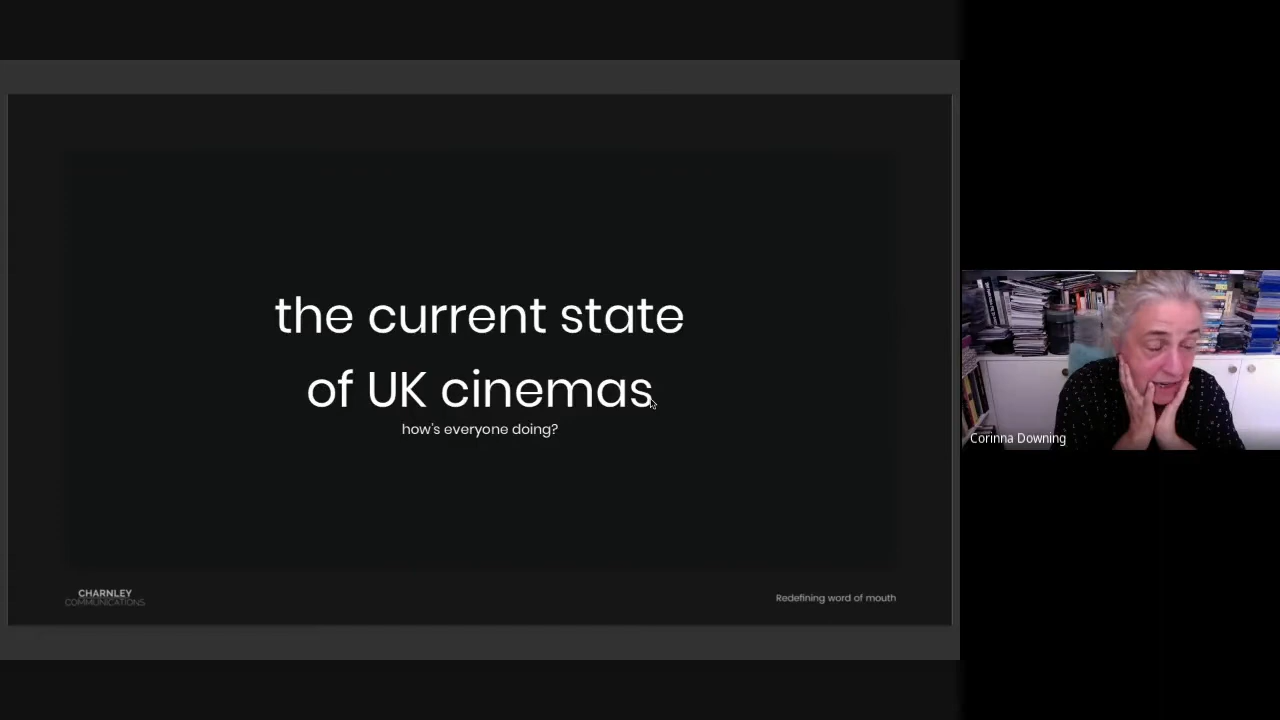 the current state
of UK cinemas
how's everyone doing?
CHARNLEY
COMMUNICATIONS
Redefining word of mouth
Corinna Downing